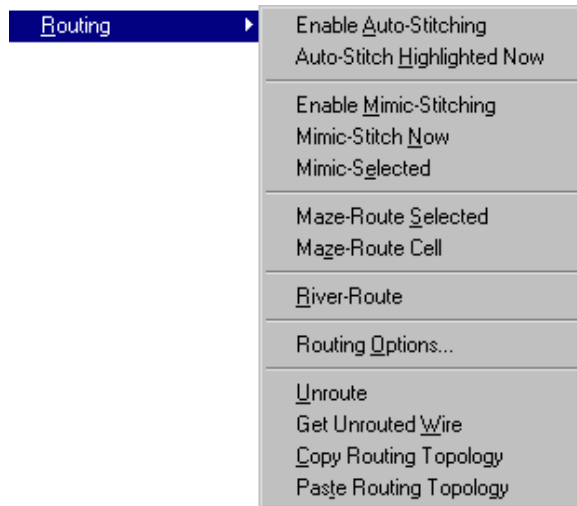 Routing
Enable Auto-Stitching
Auto-Stitch Highlighted Now
Enable Mimic-Stitching
Mimic-Stitch Now
Mimic-Selected
Maze-Route Selected
Maze-Route Cell
River-Route
Routing Options...
Unroute
Get Unrouted Wire
Copy Routing Topology
Paste Routing Topology